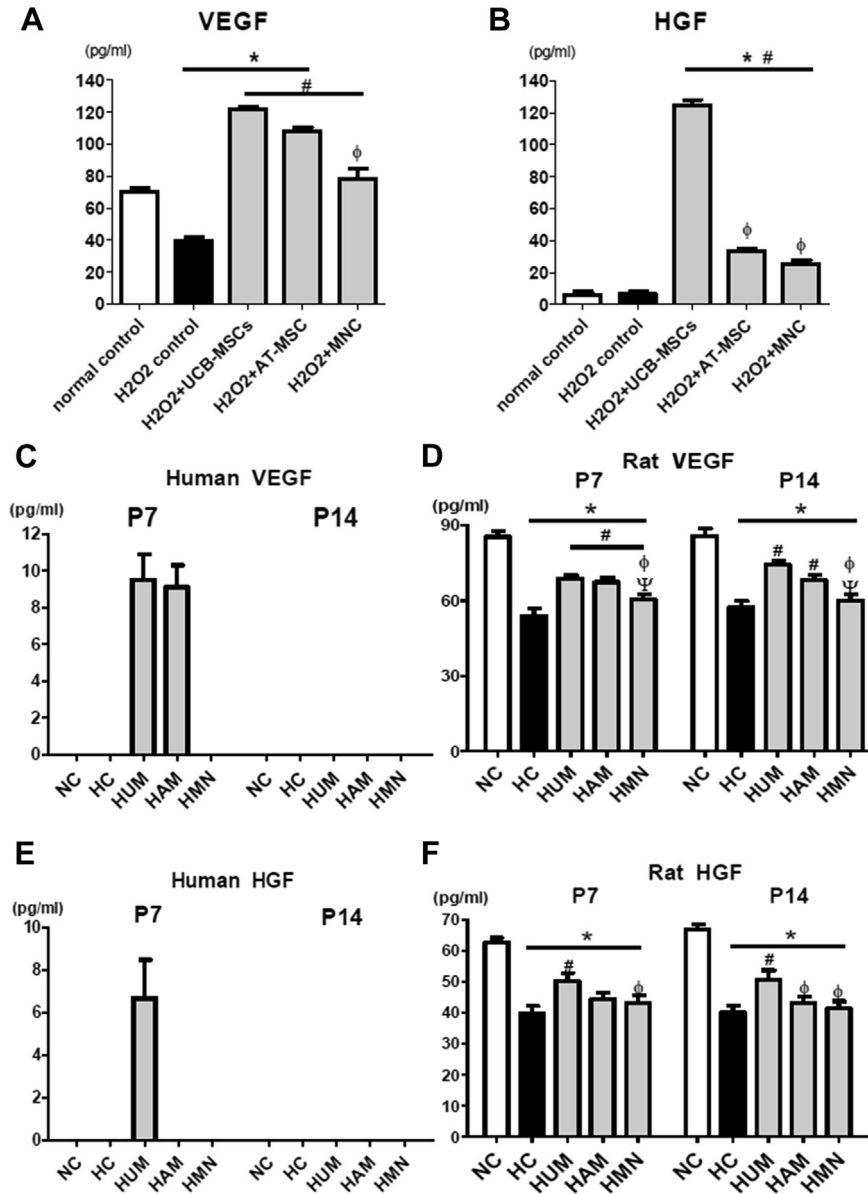 A
VEGF
(pg/ml)
*
#
ϕ
140
120
100
80
60
40
20
0
normal control
H2O2 control
H2O2+UCB-MSCs
H2O2+AT-MSC
H2O2+MNC
B
HGF
(pg/ml)
* #
ϕ
ϕ
140
120
100
80
60
40
20
0
normal control
H2O2 control
H2O2+UCB-MSCs
H2O2+AT-MSC
H2O2+MNC
C
Human VEGF
(pg/ml)
P7 P14
12
10
8
6
4
2
0
NC HC HUM HAM HMN NC HC HUM HAM HMN
D
Rat VEGF
P7 P14
(pg/ml)
* *
#
ϕ # # ϕ
Ψ Ψ
90
60
30
0
NC HC HUM HAM HMN NC HC HUM HAM HMN
E
Human HGF
(pg/ml)
P7 P14
10
8
6
4
2
0
NC HC HUM HAM HMN NC HC HUM HAM HMN
F
Rat HGF
(pg/ml)
P7 P14
* *
# ϕ # ϕ ϕ
70
60
50
40
30
20
10
0
NC HC HUM HAM HMN NC HC HUM HAM HMN